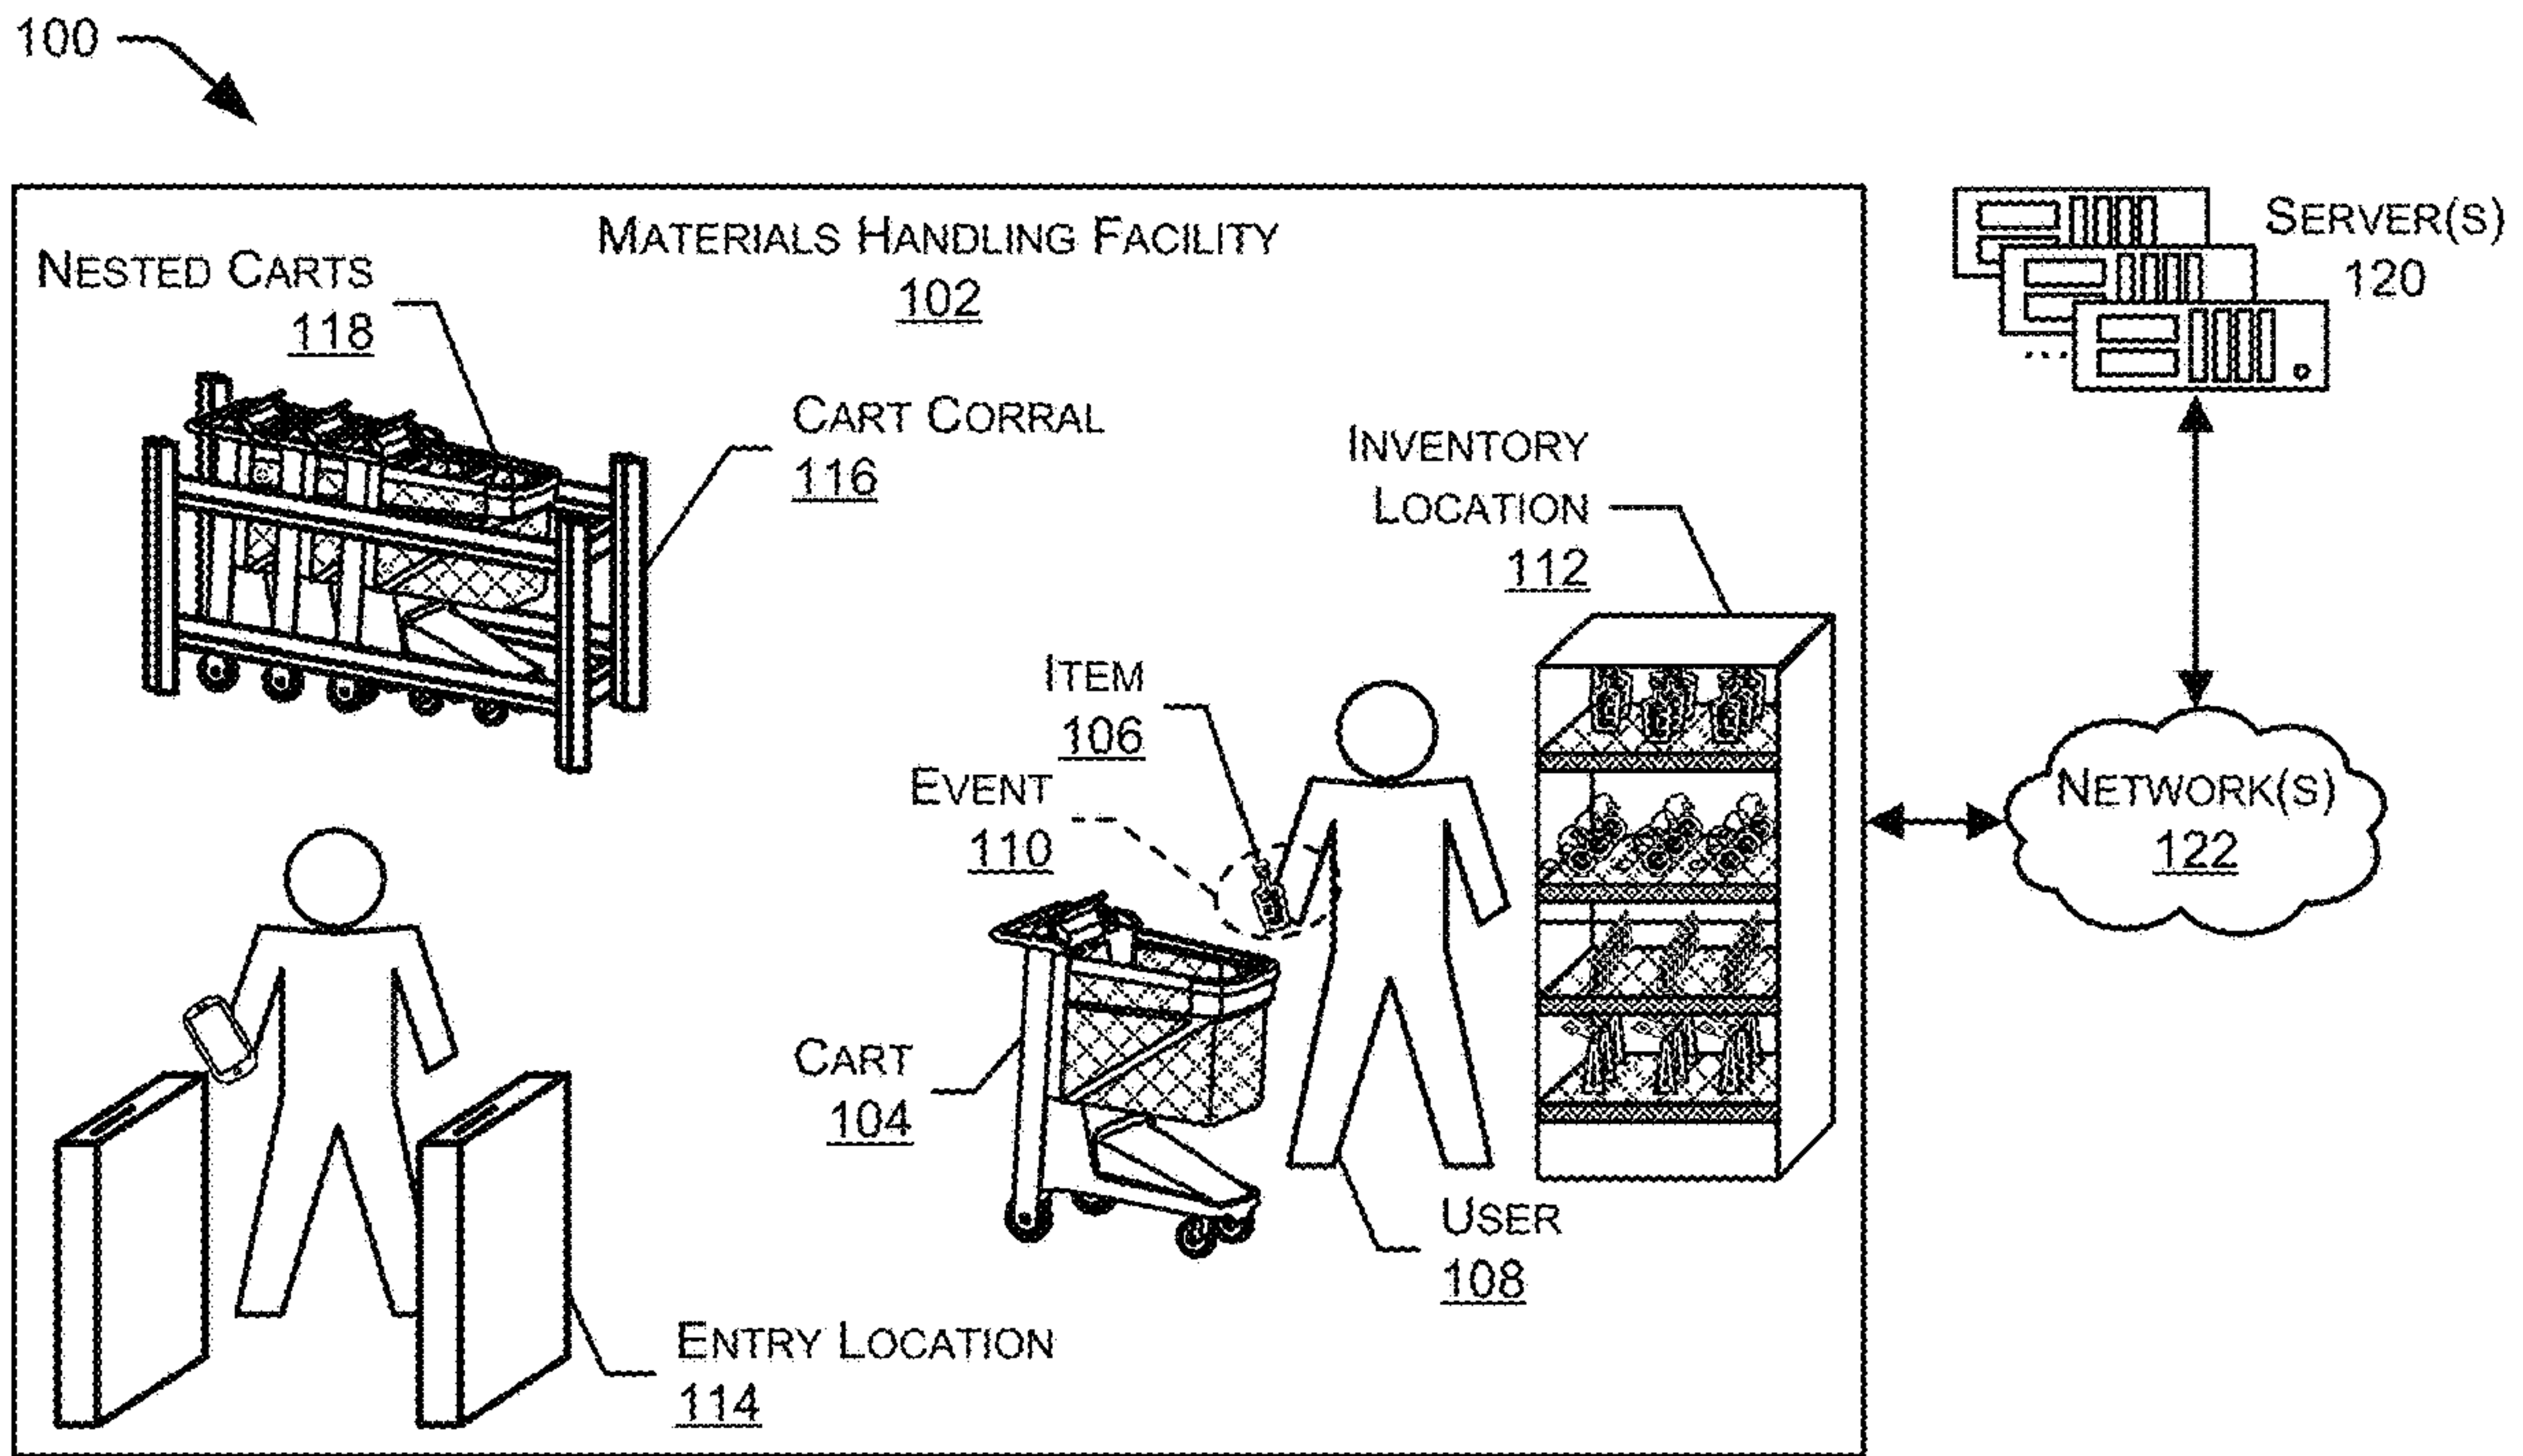 100
MATERIALS HANDLING FACILITY
102
NESTED CARTS
118
CART CORRAL
116
INVENTORY
LOCATION
112
ITEM
106
EVENT
110
CART
104
USER
108
ENTRY LOCATION
114
SERVER(S)
120
...
NETWORK(S)
122